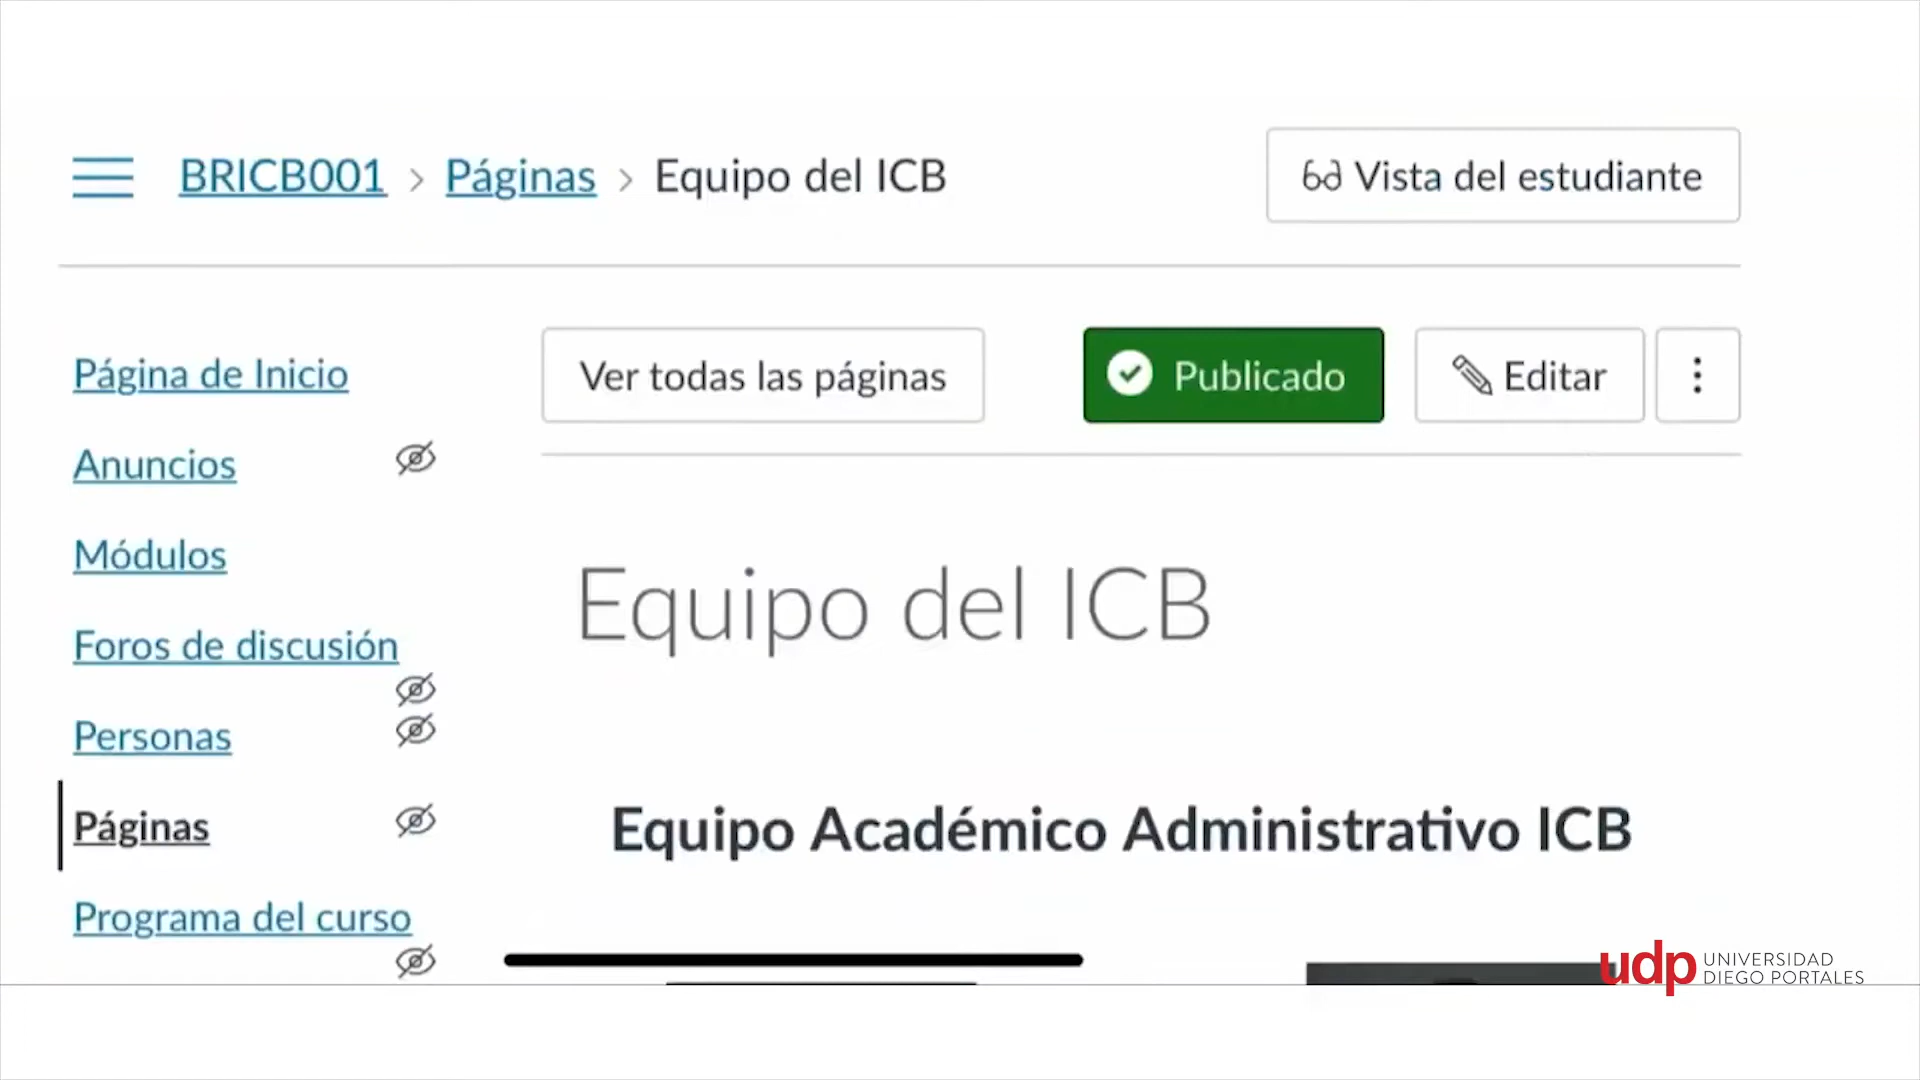 BRICB001 > Páginas > Equipo del ICB
Vista del estudiante
Página de Inicio
Anuncios
Módulos
Foros de discusión
Personas
Páginas
Programa del curso
Ver todas las páginas
Publicado
Editar
Equipo del ICB
Equipo Académico Administrativo ICB
udp UNIVERSIDAD
DIEGO PORTALES